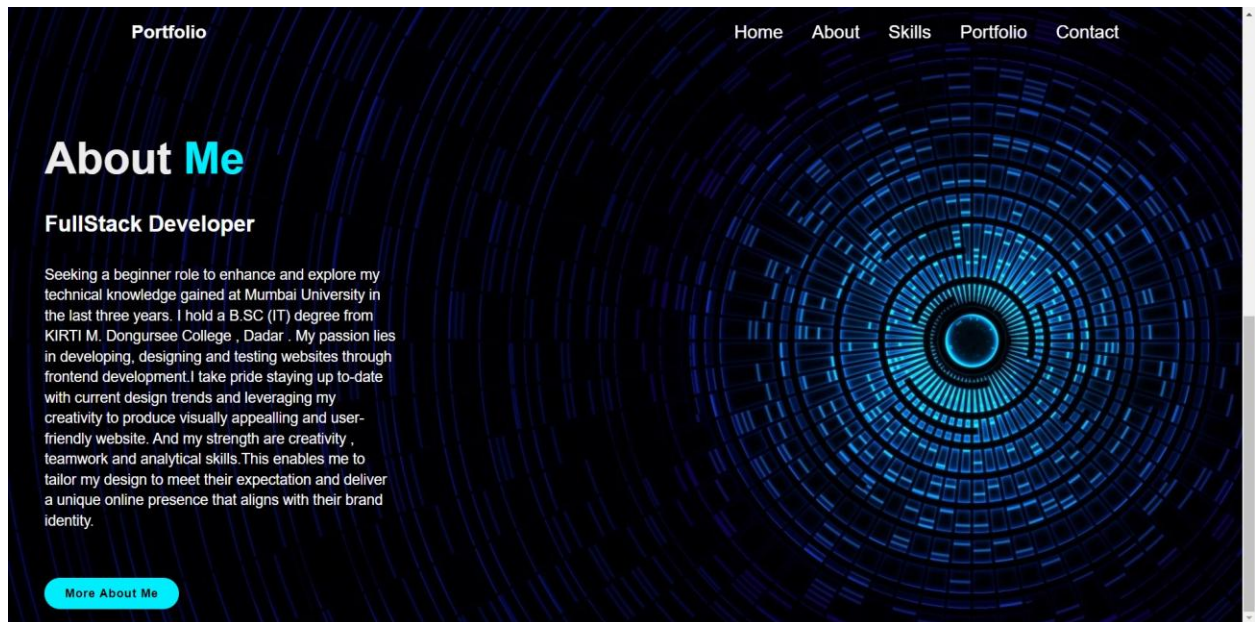 Portfolio
Home About Skills Portfolio Contact
About Me
FullStack Developer
Seeking a beginner role to enhance and explore my
technical knowledge gained at Mumbai University in
the last three years. I hold a B.SC (IT) degree from
KIRTI M. Dongursee College , Dadar . My passion lies
in developing, designing and testing websites through
frontend development.I take pride staying up to-date
with current design trends and leveraging my
creativity to produce visually appealling and user-
friendly website. And my strength are creativity ,
teamwork and analytical skills.This enables me to
tailor my design to meet their expectation and deliver
a unique online presence that aligns with their brand
identity.
More About Me